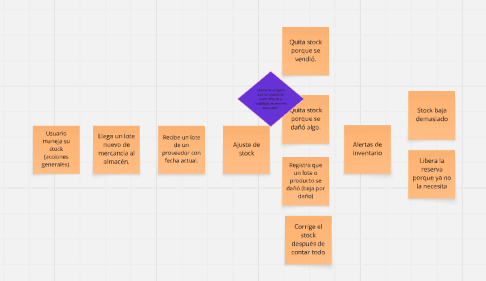 Usuario
maneja su
stock
(acciones
generales).
Llega un lote
nuevo de
mercancía al
almacén.
Recibe un lote
de un
proveedor con
fecha actual.
Ajuste de
stock
Quita stock
porque se
vendió.
Quita stock
porque se
dañó algo.
Registra que
un lote o
producto se
dañó (baja por
daño)
Corrige el
stock
después de
contar todo
Alertas de
inventario
Stock baja
demasiado
Libera la
reserva
porque ya no
la necesita